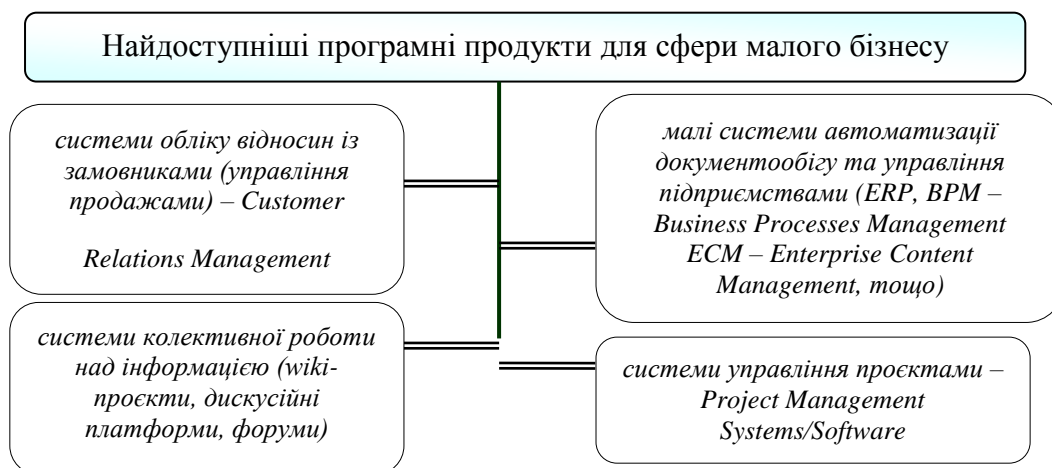 Найдоступніші програмні продукти для сфери малого бізнесу
системи обліку відносин із
замовниками (управління
продажами) – Customer
Relations Management
малі системи автоматизації
документообігу та управління
підприємствами (ERP, BPM –
Business Processes Management
ECM – Enterprise Content
Management, тощо)
системи колективної роботи
над інформацією (wiki-
проєкти, дискусійні
платформи, форуми)
системи управління проєктами –
Project Management
Systems/Software